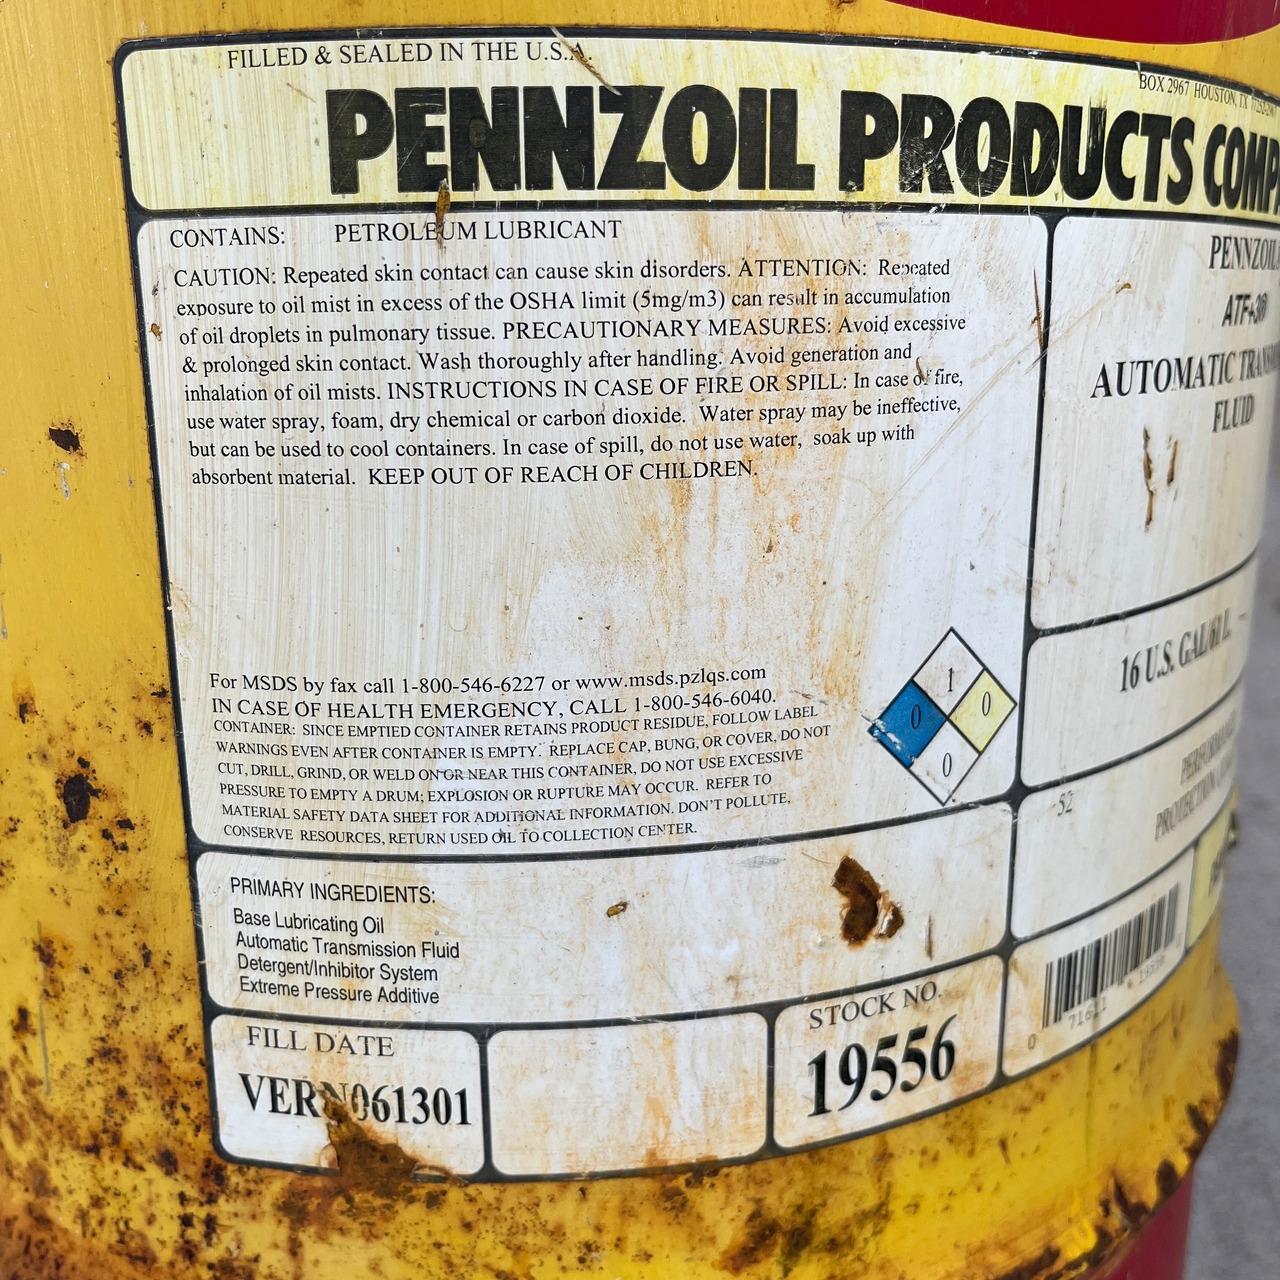 FILLED & SEALED IN THE U.S.A.
BOX 2967 HOUSTON, TX
PENNZOIL PRODUCTS
CONTAINS: PETROLEUM LUBRICANT
CAUTION: Repeated skin contact can cause skin disorders. ATTENTION: Repeated
exposure to oil mist in excess of the OSHA limit (5mg/m3) can result in accumulation
of oil droplets in pulmonary tissue. PRECAUTIONARY MEASURES: Avoid excessive
& prolonged skin contact. Wash thoroughly after handling. Avoid generation and
inhalation of oil mists. INSTRUCTIONS IN CASE OF FIRE OR SPILL: In case of fire,
use water spray, foam, dry chemical or carbon dioxide. Water spray may be ineffective,
but can be used to cool containers. In case of spill, do not use water, soak up with
absorbent material. KEEP OUT OF REACH OF CHILDREN.
For MSDS by fax call 1-800-546-6227 or www.msds.pzlqs.com
IN CASE OF HEALTH EMERGENCY, CALL 1-800-546-6040.
CONTAINER: SINCE EMPTIED CONTAINER RETAINS PRODUCT RESIDUE, FOLLOW LABEL
WARNINGS EVEN AFTER CONTAINER IS EMPTY. REPLACE CAP, BUNG, OR COVER, DO NOT
CUT, DRILL, GRIND, OR WELD ON OR NEAR THIS CONTAINER, DO NOT USE EXCESSIVE
PRESSURE TO EMPTY A DRUM; EXPLOSION OR RUPTURE MAY OCCUR. REFER TO
MATERIAL SAFETY DATA SHEET FOR ADDITIONAL INFORMATION. DON'T POLLUTE,
CONSERVE RESOURCES, RETURN USED OIL TO COLLECTION CENTER.
1
0
0
0
PRIMARY INGREDIENTS:
Base Lubricating Oil
Automatic Transmission Fluid
Detergent/Inhibitor System
Extreme Pressure Additive
FILL DATE
VERN061301
STOCK NO.
19556
PENNZOIL
ATF+3®
AUTOMATIC
FLUID
16 U.S. GAL/61 L
52
0